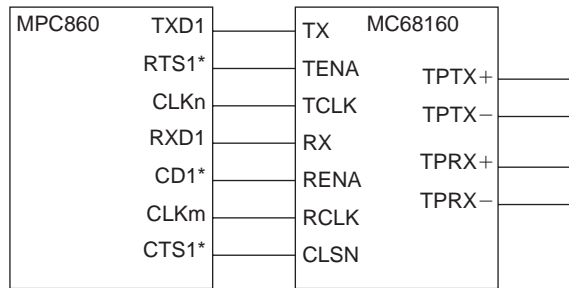 MPC860
TXD1
RTS1*
CLKn
RXD1
CD1*
CLKm
CTS1*
MC68160
TX
TENA
TCLK
RX
RENA
RCLK
CLSN
TPTX+
TPTX−
TPRX+
TPRX−